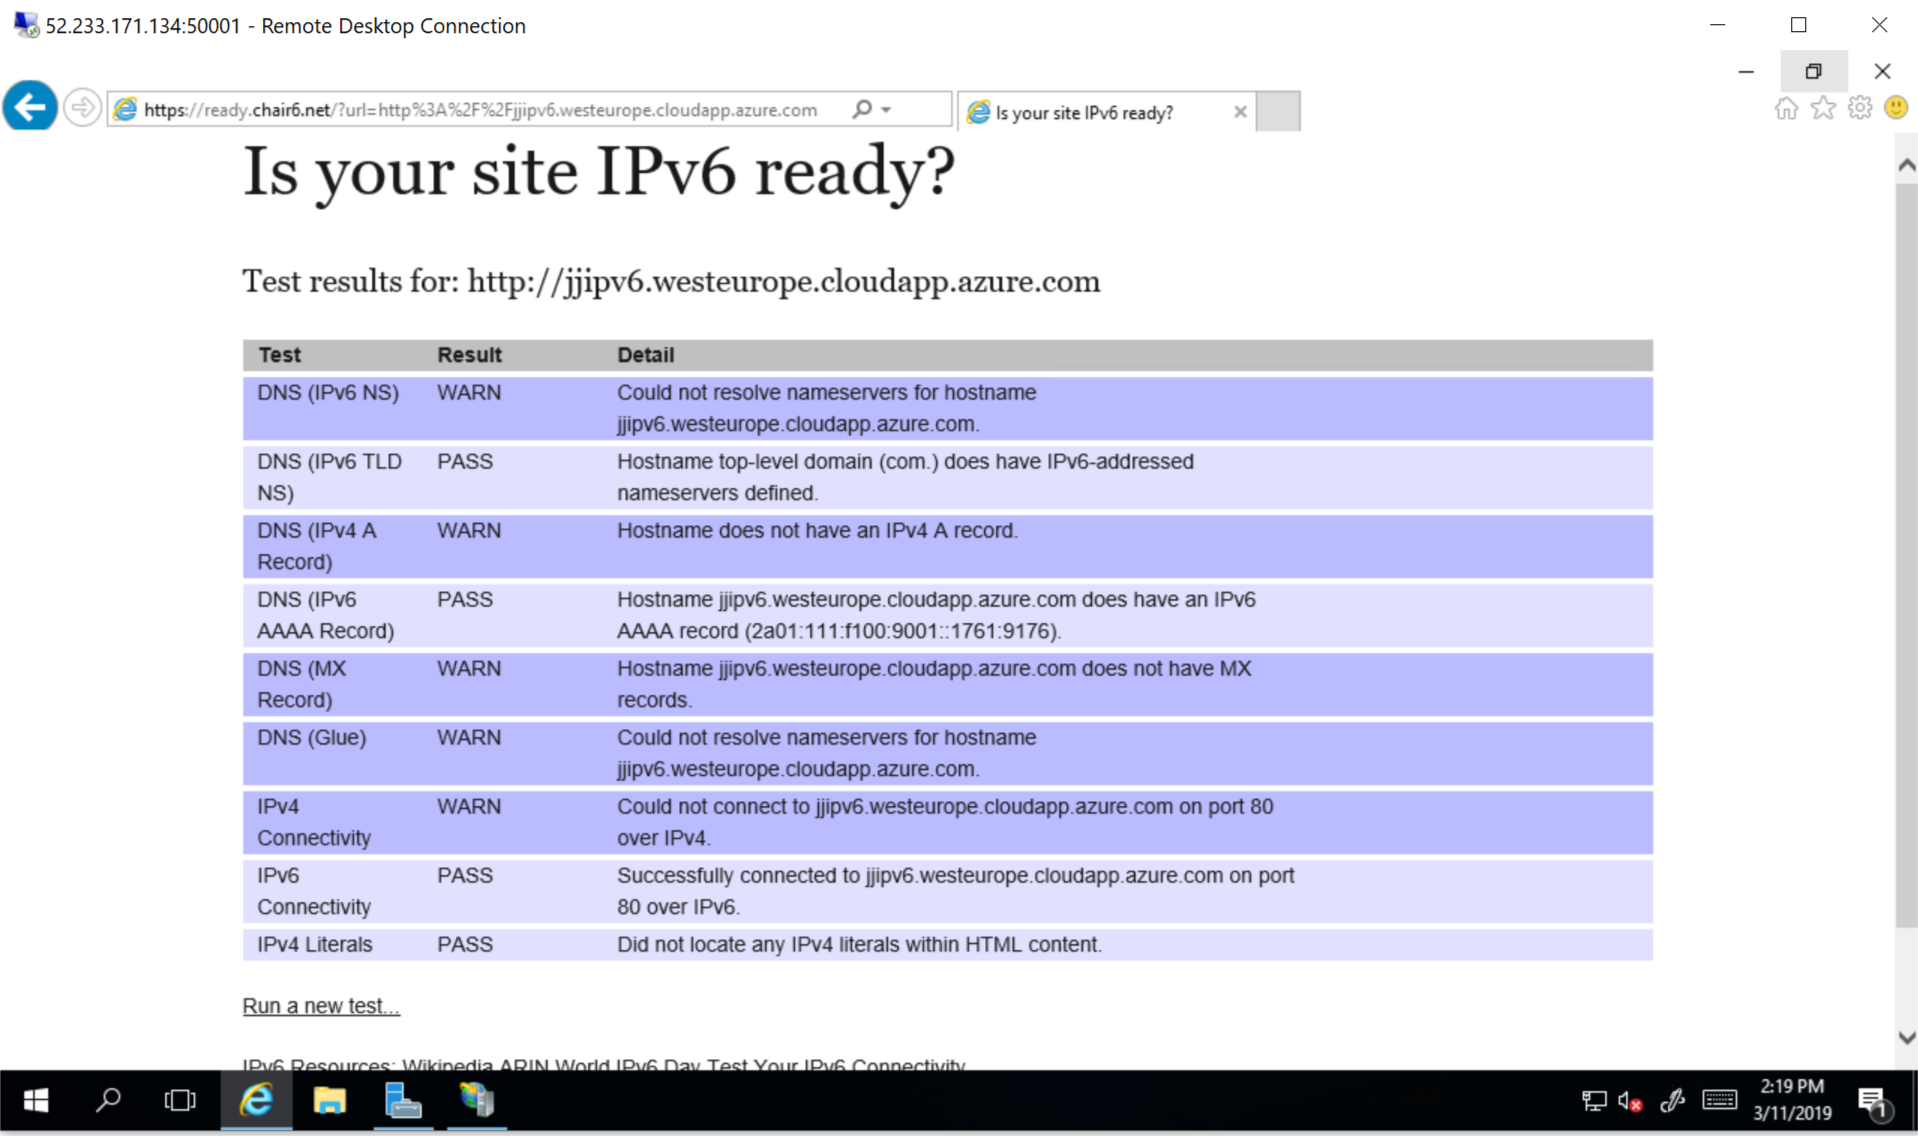 52.233.171.134:50001 - Remote Desktop Connection
https://ready.chair6.net/?url=http%3A%2F%2Fjjipv6.westeurope.cloudapp.azure.com
Is your site IPv6 ready?
Is your site IPv6 ready?
Test results for: http://jjipv6.westeurope.cloudapp.azure.com
Test Result Detail
DNS (IPv6 NS) WARN Could not resolve nameservers for hostname
jjipv6.westeurope.cloudapp.azure.com.
DNS (IPv6 TLD PASS Hostname top-level domain (com.) does have IPv6-addressed
NS) nameservers defined.
DNS (IPv4 A WARN Hostname does not have an IPv4 A record.
Record)
DNS (IPv6 PASS Hostname jjipv6.westeurope.cloudapp.azure.com does have an IPv6
AAAA Record) AAAA record (2a01:111:f100:9001::1761:9176).
DNS (MX WARN Hostname jjipv6.westeurope.cloudapp.azure.com does not have MX
Record) records.
DNS (Glue) WARN Could not resolve nameservers for hostname
jjipv6.westeurope.cloudapp.azure.com.
IPv4 WARN Could not connect to jjipv6.westeurope.cloudapp.azure.com on port 80
Connectivity over IPv4.
IPv6 PASS Successfully connected to jjipv6.westeurope.cloudapp.azure.com on port
Connectivity 80 over IPv6.
IPv4 Literals PASS Did not locate any IPv4 literals within HTML content.
Run a new test...
IPv6 Resources: Wikipedia ARIN World IPv6 Day Test Your IPv6 Connectivity
2:19 PM
3/11/2019
1